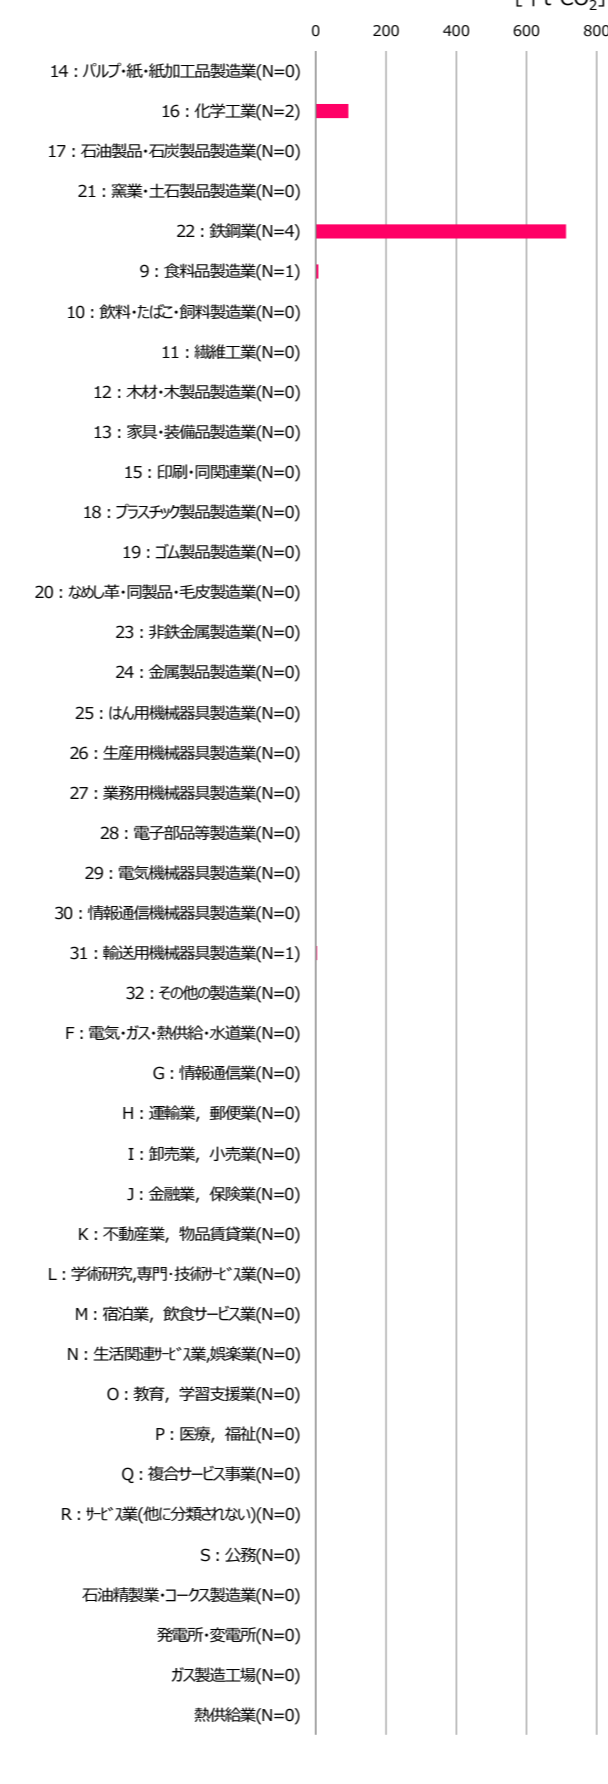 [千t-CO2]
0 200 400 600 800
14：パルプ・紙・紙加工品製造業(N=0)
16：化学工業(N=2)
17：石油製品・石炭製品製造業(N=0)
21：窯業・土石製品製造業(N=0)
22：鉄鋼業(N=4)
9：食料品製造業(N=1)
10：飲料・たばこ・飼料製造業(N=0)
11：繊維工業(N=0)
12：木材・木製品製造業(N=0)
13：家具・装備品製造業(N=0)
15：印刷・同関連業(N=0)
18：プラスチック製品製造業(N=0)
19：ゴム製品製造業(N=0)
20：なめし革・同製品・毛皮製造業(N=0)
23：非鉄金属製造業(N=0)
24：金属製品製造業(N=0)
25：はん用機械器具製造業(N=0)
26：生産用機械器具製造業(N=0)
27：業務用機械器具製造業(N=0)
28：電子部品等製造業(N=0)
29：電気機械器具製造業(N=0)
30：情報通信機械器具製造業(N=0)
31：輸送用機械器具製造業(N=1)
32：その他の製造業(N=0)
F：電気・ガス・熱供給・水道業(N=0)
G：情報通信業(N=0)
H：運輸業，郵便業(N=0)
I：卸売業，小売業(N=0)
J：金融業，保険業(N=0)
K：不動産業，物品賃貸業(N=0)
L：学術研究,専門・技術ｻｰﾋﾞｽ業(N=0)
M：宿泊業，飲食サービス業(N=0)
N：生活関連ｻｰﾋﾞｽ業,娯楽業(N=0)
O：教育，学習支援業(N=0)
P：医療，福祉(N=0)
Q：複合サービス事業(N=0)
R：ｻｰﾋﾞｽ業(他に分類されない)(N=0)
S：公務(N=0)
石油精製業・コークス製造業(N=0)
発電所・変電所(N=0)
ガス製造工場(N=0)
熱供給業(N=0)